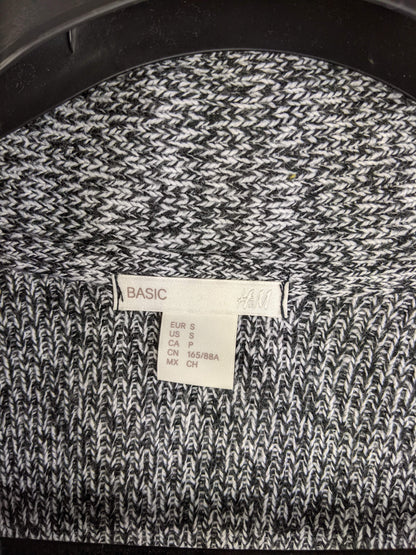 BASIC H&M
EUR S
US S
CA P
CN 165/88A
MX CH